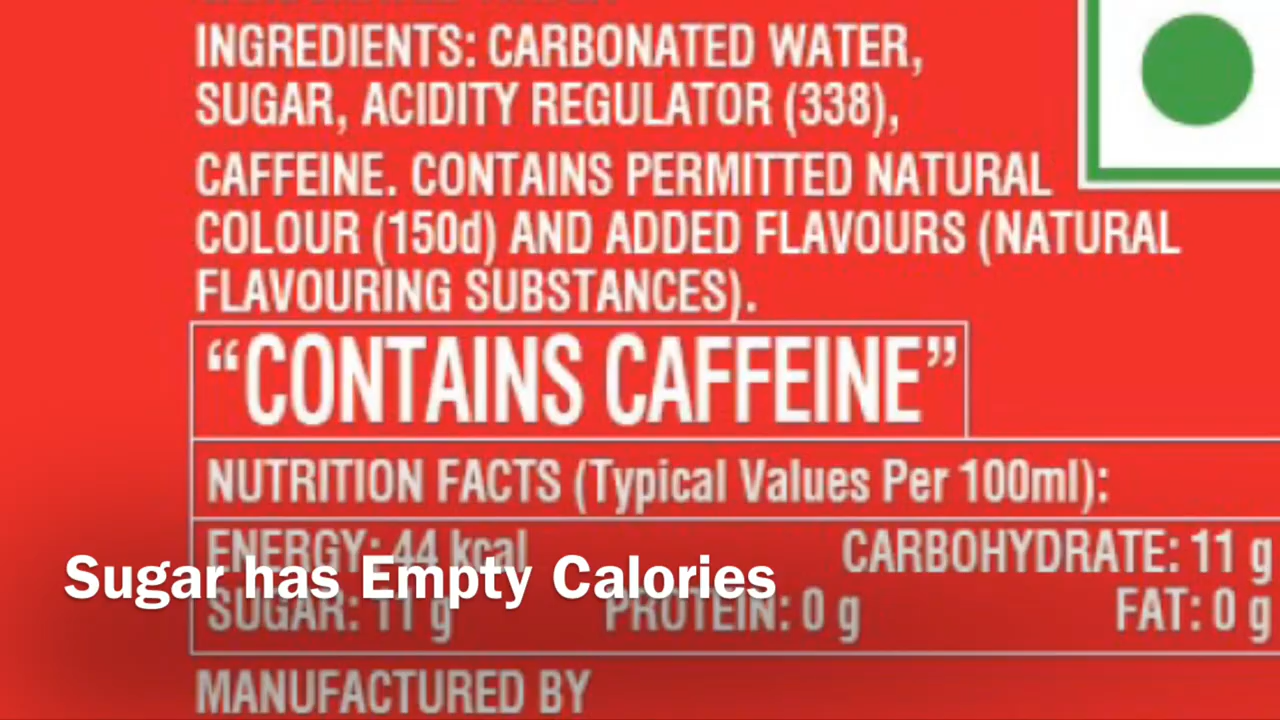 INGREDIENTS: CARBONATED WATER,
SUGAR, ACIDITY REGULATOR (338),
CAFFEINE. CONTAINS PERMITTED NATURAL
COLOUR (150d) AND ADDED FLAVOURS (NATURAL
FLAVOURING SUBSTANCES).
“CONTAINS CAFFEINE”
NUTRITION FACTS (Typical Values Per 100ml):
ENERGY: 44 kcal CARBOHYDRATE: 11 g
Sugar has Empty Calories
SUGAR: 11 g PROTEIN: 0 g FAT: 0 g
MANUFACTURED BY